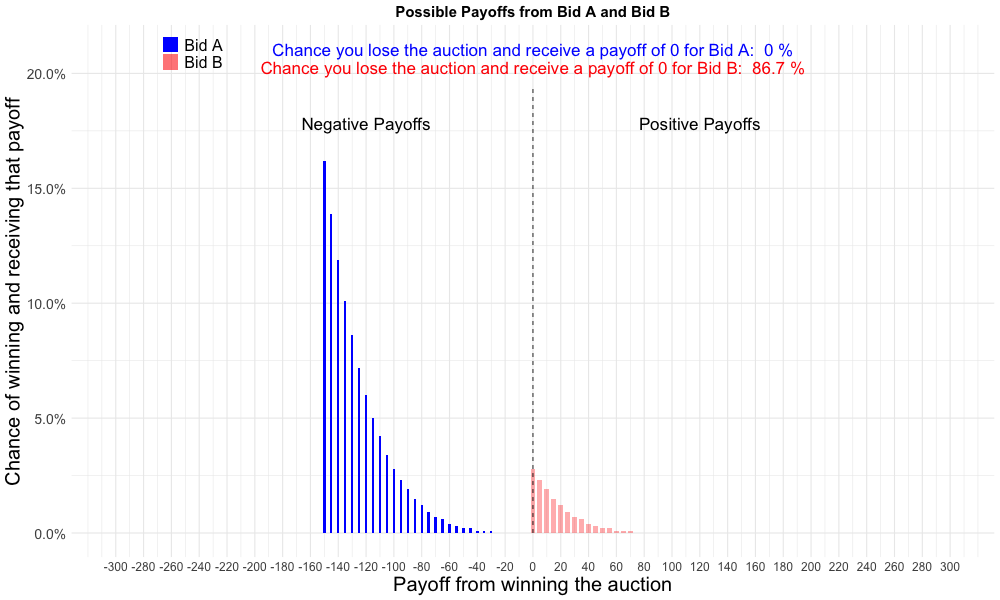 Possible Payoffs from Bid A and Bid B
Bid A
Bid B
Chance you lose the auction and receive a payoff of 0 for Bid A:  0 %
Chance you lose the auction and receive a payoff of 0 for Bid B:  86.7 %
Negative Payoffs
Positive Payoffs
Chance of winning and receiving that payoff
20.0%
15.0%
10.0%
5.0%
0.0%
-300 -280 -260 -240 -220 -200 -180 -160 -140 -120 -100 -80 -60 -40 -20 0 20 40 60 80 100 120 140 160 180 200 220 240 260 280 300
Payoff from winning the auction